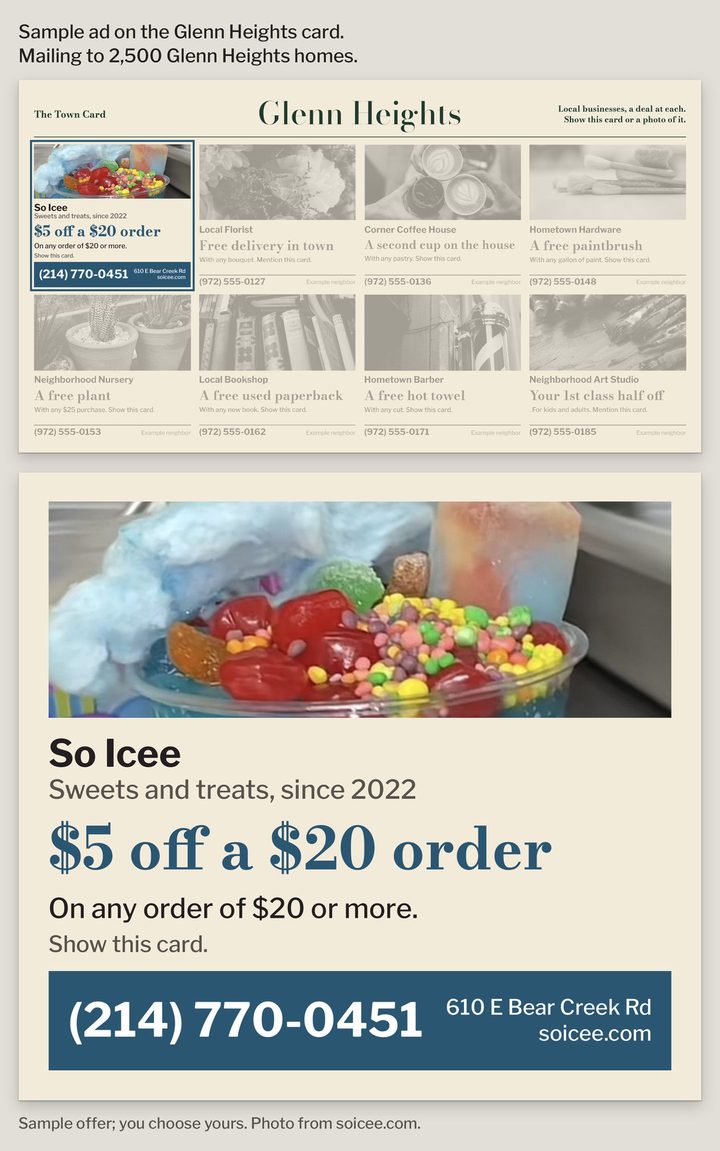 Sample ad on the Glenn Heights card.
Mailing to 2,500 Glenn Heights homes.
The Town Card
Glenn Heights
Local businesses, a deal at each.
Show this card or a photo of it.
So Icee
Sweets and treats, since 2022
$5 off a $20 order
On any order of $20 or more.
Show this card.
(214) 770-0451
610 E Bear Creek Rd
soicee.com
Local Florist
Free delivery in town
With any bouquet. Mention this card.
(972) 555-0127
Example neighbor
Corner Coffee House
A second cup on the house
With any pastry. Show this card.
(972) 555-0136
Hometown Hardware
A free paintbrush
With any gallon of paint. Show this card.
(972) 555-0148
Example neighbor
Neighborhood Nursery
A free plant
With any $25 purchase. Show this card.
(972) 555-0153
Example neighbor
Local Bookshop
A free used paperback
With any new book. Show this card.
(972) 555-0162
Example neighbor
Hometown Barber
A free hot towel
With any cut. Show this card.
(972) 555-0171
Example neighbor
Neighborhood Art Studio
Your 1st class half off
For kids and adults. Mention this card.
(972) 555-0185
Example neighbor
So Icee
Sweets and treats, since 2022
$5 off a $20 order
On any order of $20 or more.
Show this card.
(214) 770-0451
610 E Bear Creek Rd
soicee.com
Sample offer; you choose yours. Photo from soicee.com.